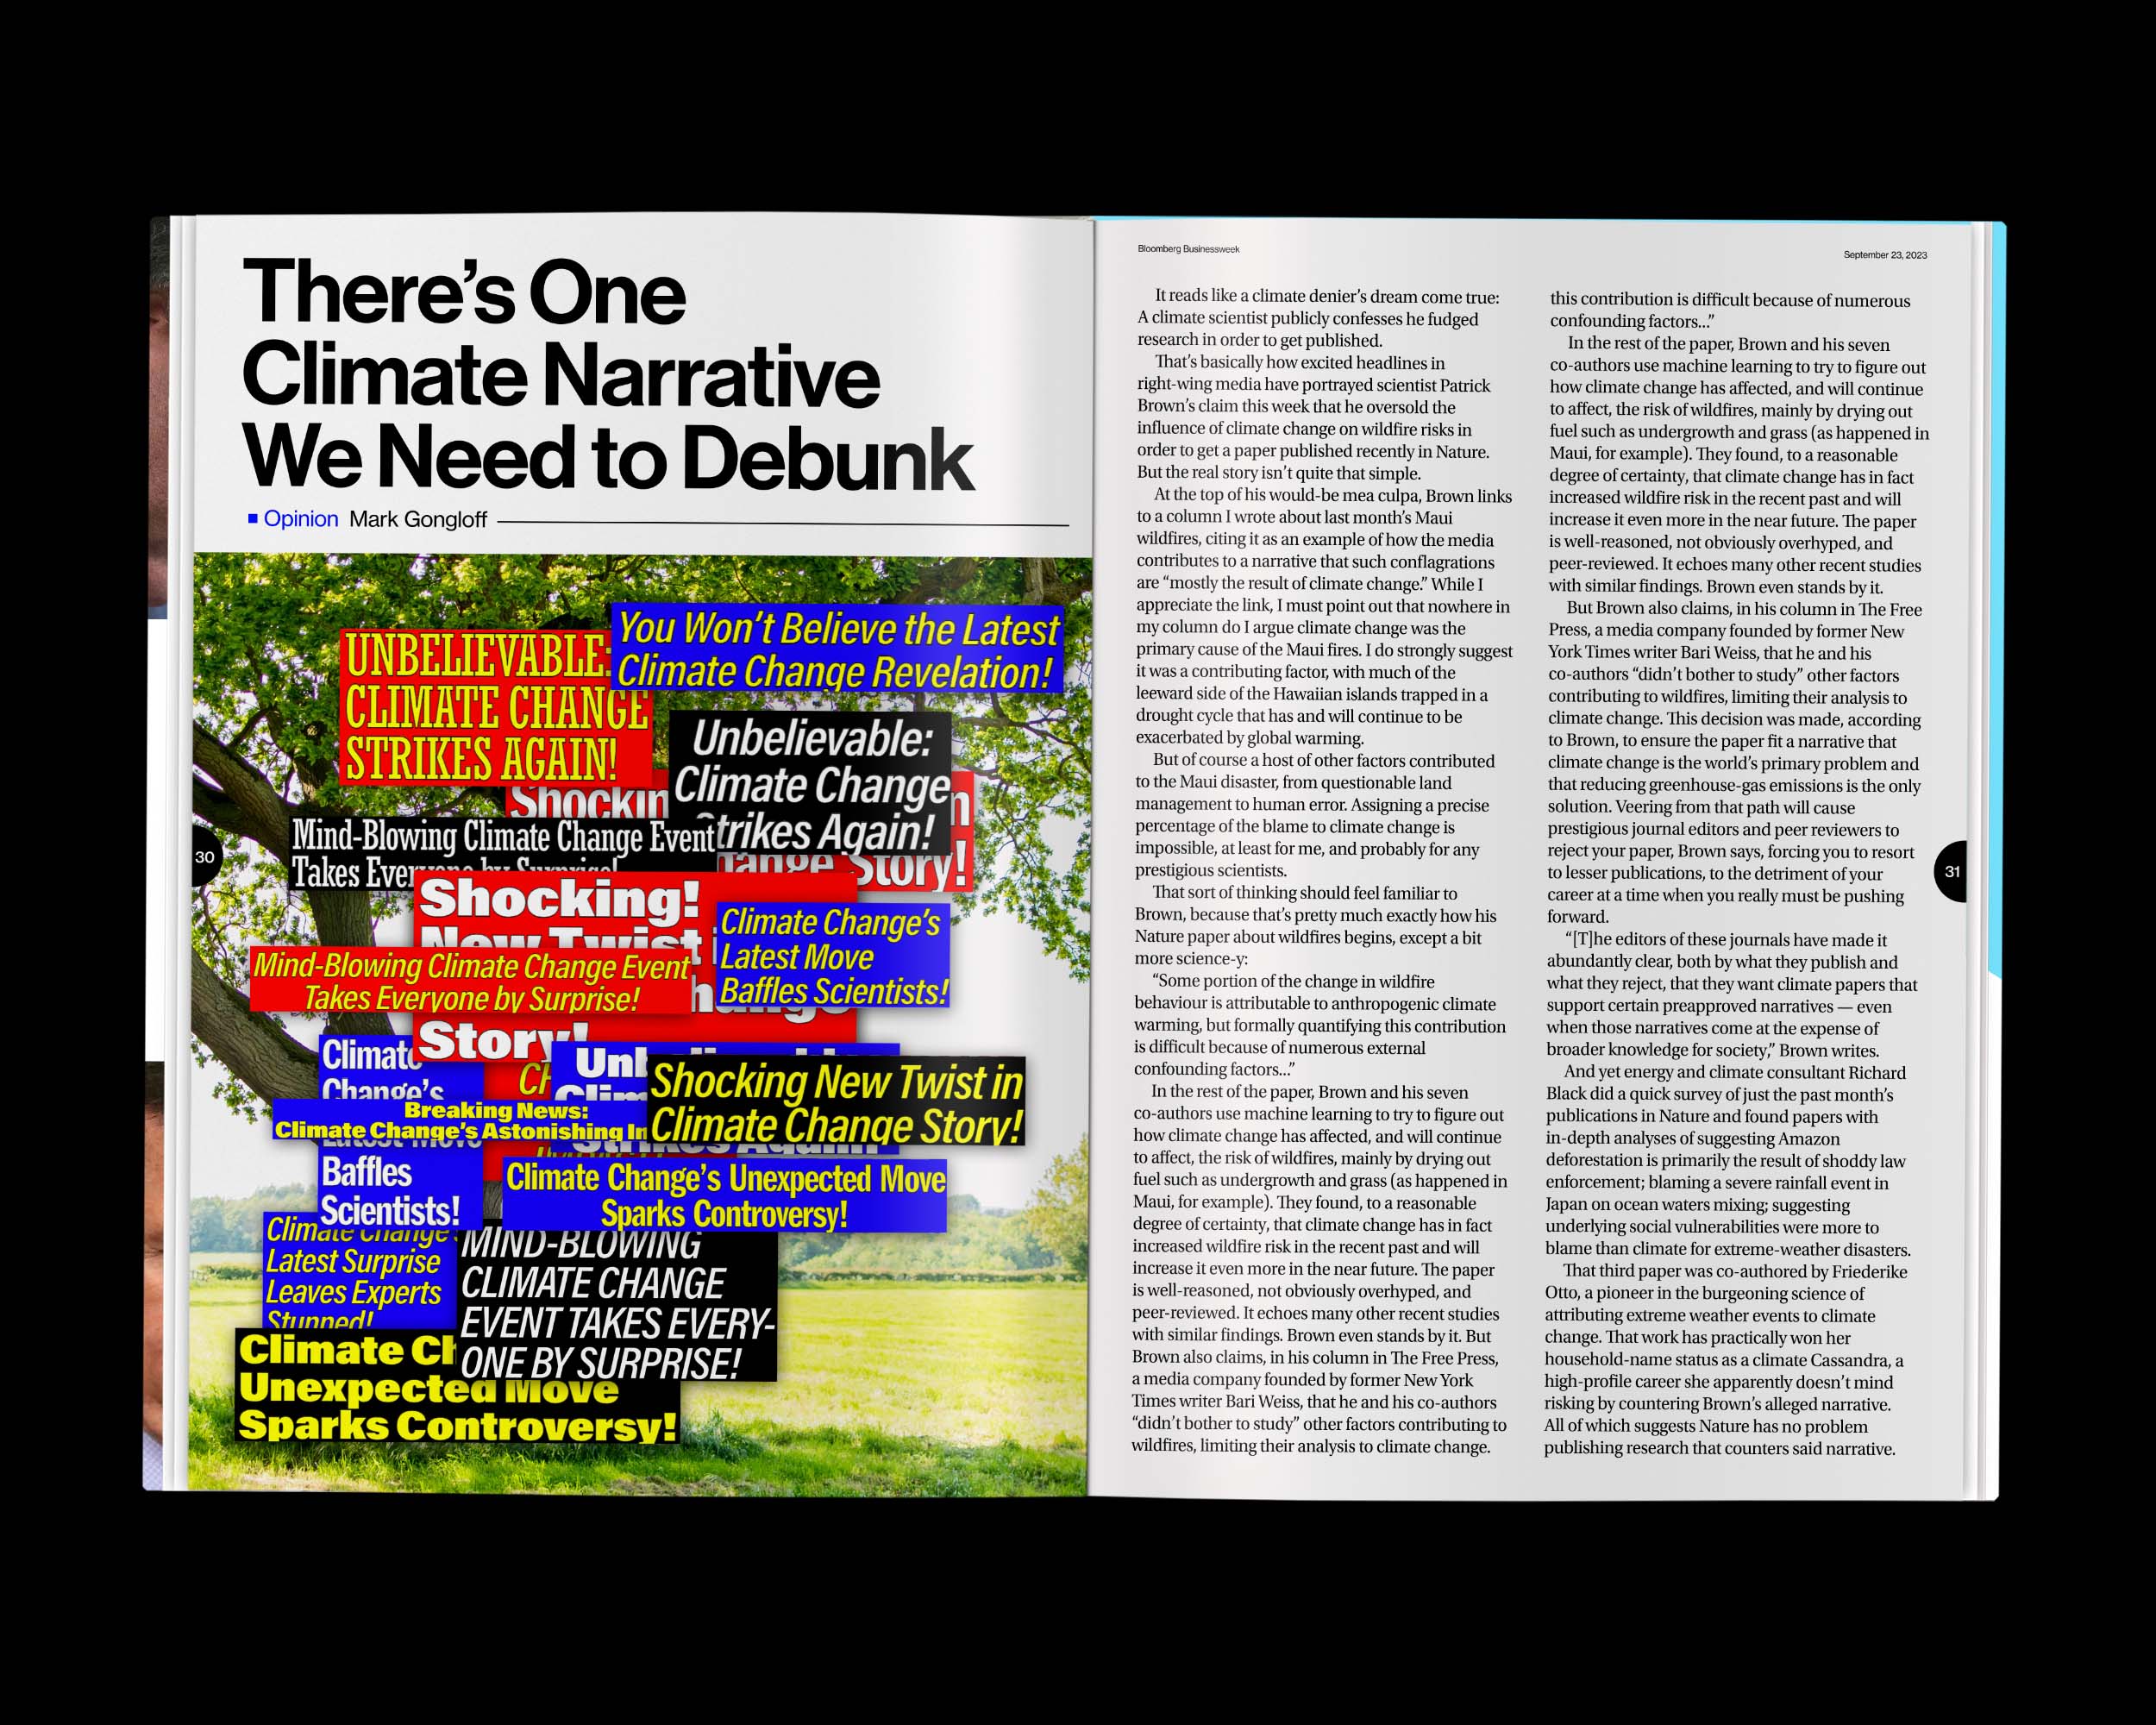 There’s One
Climate Narrative
We Need to Debunk
Opinion Mark Gongloff
You Won’t Believe the Latest
Climate Change Revelation!
UNBELIEVABLE:
CLIMATE CHANGE
STRIKES AGAIN!
Unbelievable:
Climate Change
trikes Again!
Shockin
n
hange Story!
Mind-Blowing Climate Change Event
Takes Everyone by Surprise!
30
Shocking!
New Twist i
Climate Change’s
Latest Move
Baffles Scientists!
Mind-Blowing Climate Change Event
Takes Everyone by Surprise!
hange
Story!
Climate
Change’s
Latest Move
Baffles
Scientists!
CH
Unbelievable:
Clim
Strikes Again!
Shocking New Twist in
Climate Change Story!
Breaking News:
Climate Change’s Astonishing In
Climate Change’s Unexpected Move
Sparks Controversy!
Climate Change’s
Latest Surprise
Leaves Experts
Stunned!
MIND-BLOWING
CLIMATE CHANGE
EVENT TAKES EVERY-
ONE BY SURPRISE!
Climate Ch
Unexpected Move
Sparks Controversy!
Bloomberg Businessweek
September 23, 2023
It reads like a climate denier’s dream come true:
A climate scientist publicly confesses he fudged
research in order to get published.
That’s basically how excited headlines in
right-wing media have portrayed scientist Patrick
Brown’s claim this week that he oversold the
influence of climate change on wildfire risks in
order to get a paper published recently in Nature.
But the real story isn’t quite that simple.
At the top of his would-be mea culpa, Brown links
to a column I wrote about last month’s Maui
wildfires, citing it as an example of how the media
contributes to a narrative that such conflagrations
are “mostly the result of climate change.” While I
appreciate the link, I must point out that nowhere in
my column do I argue climate change was the
primary cause of the Maui fires. I do strongly suggest
it was a contributing factor, with much of the
leeward side of the Hawaiian islands trapped in a
drought cycle that has and will continue to be
exacerbated by global warming.
But of course a host of other factors contributed
to the Maui disaster, from questionable land
management to human error. Assigning a precise
percentage of the blame to climate change is
impossible, at least for me, and probably for any
prestigious scientists.
That sort of thinking should feel familiar to
Brown, because that’s pretty much exactly how his
Nature paper about wildfires begins, except a bit
more science-y:
“Some portion of the change in wildfire
behaviour is attributable to anthropogenic climate
warming, but formally quantifying this contribution
is difficult because of numerous external
confounding factors...”
In the rest of the paper, Brown and his seven
co-authors use machine learning to try to figure out
how climate change has affected, and will continue
to affect, the risk of wildfires, mainly by drying out
fuel such as undergrowth and grass (as happened in
Maui, for example). They found, to a reasonable
degree of certainty, that climate change has in fact
increased wildfire risk in the recent past and will
increase it even more in the near future. The paper
is well-reasoned, not obviously overhyped, and
peer-reviewed. It echoes many other recent studies
with similar findings. Brown even stands by it. But
Brown also claims, in his column in The Free Press,
a media company founded by former New York
Times writer Bari Weiss, that he and his co-authors
“didn’t bother to study” other factors contributing to
wildfires, limiting their analysis to climate change.
this contribution is difficult because of numerous
confounding factors...”
In the rest of the paper, Brown and his seven
co-authors use machine learning to try to figure out
how climate change has affected, and will continue
to affect, the risk of wildfires, mainly by drying out
fuel such as undergrowth and grass (as happened in
Maui, for example). They found, to a reasonable
degree of certainty, that climate change has in fact
increased wildfire risk in the recent past and will
increase it even more in the near future. The paper
is well-reasoned, not obviously overhyped, and
peer-reviewed. It echoes many other recent studies
with similar findings. Brown even stands by it.
But Brown also claims, in his column in The Free
Press, a media company founded by former New
York Times writer Bari Weiss, that he and his
co-authors “didn’t bother to study” other factors
contributing to wildfires, limiting their analysis to
climate change. This decision was made, according
to Brown, to ensure the paper fit a narrative that
climate change is the world’s primary problem and
that reducing greenhouse-gas emissions is the only
solution. Veering from that path will cause
prestigious journal editors and peer reviewers to
reject your paper, Brown says, forcing you to resort
to lesser publications, to the detriment of your
career at a time when you really must be pushing
forward.
“[T]he editors of these journals have made it
abundantly clear, both by what they publish and
what they reject, that they want climate papers that
support certain preapproved narratives — even
when those narratives come at the expense of
broader knowledge for society,” Brown writes.
And yet energy and climate consultant Richard
Black did a quick survey of just the past month’s
publications in Nature and found papers with
in-depth analyses of suggesting Amazon
deforestation is primarily the result of shoddy law
enforcement; blaming a severe rainfall event in
Japan on ocean waters mixing; suggesting
underlying social vulnerabilities were more to
blame than climate for extreme-weather disasters.
That third paper was co-authored by Friederike
Otto, a pioneer in the burgeoning science of
attributing extreme weather events to climate
change. That work has practically won her
household-name status as a climate Cassandra, a
high-profile career she apparently doesn’t mind
risking by countering Brown’s alleged narrative.
All of which suggests Nature has no problem
publishing research that counters said narrative.
31